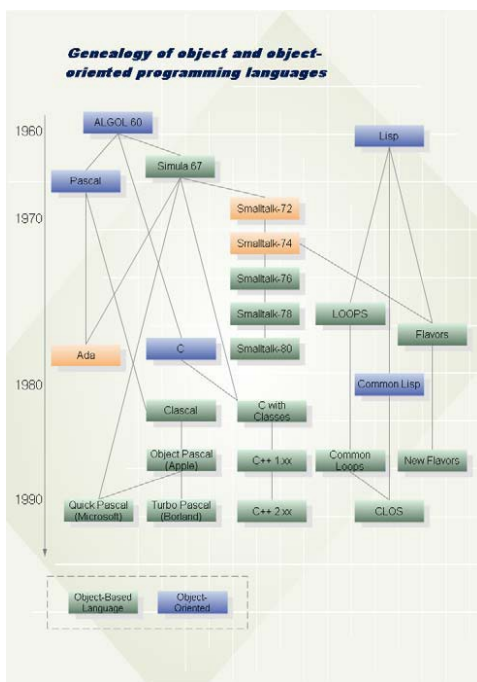 Genealogy of object and object-
oriented programming languages
1960
ALGOL 60
Lisp
Simula 67
Pascal
1970
Smalltalk-72
Smalltalk-74
Smalltalk-76
LOOPS
Smalltalk-78
Flavors
Ada
C
Smalltalk-80
1980
Common Lisp
Clascal
C with
Classes
Object Pascal
(Apple)
C++ 1.xx
Common
Loops
New Flavors
1990
Quick Pascal
(Microsoft)
Turbo Pascal
(Borland)
C++ 2.xx
CLOS
Object-Based
Language
Object-
Oriented